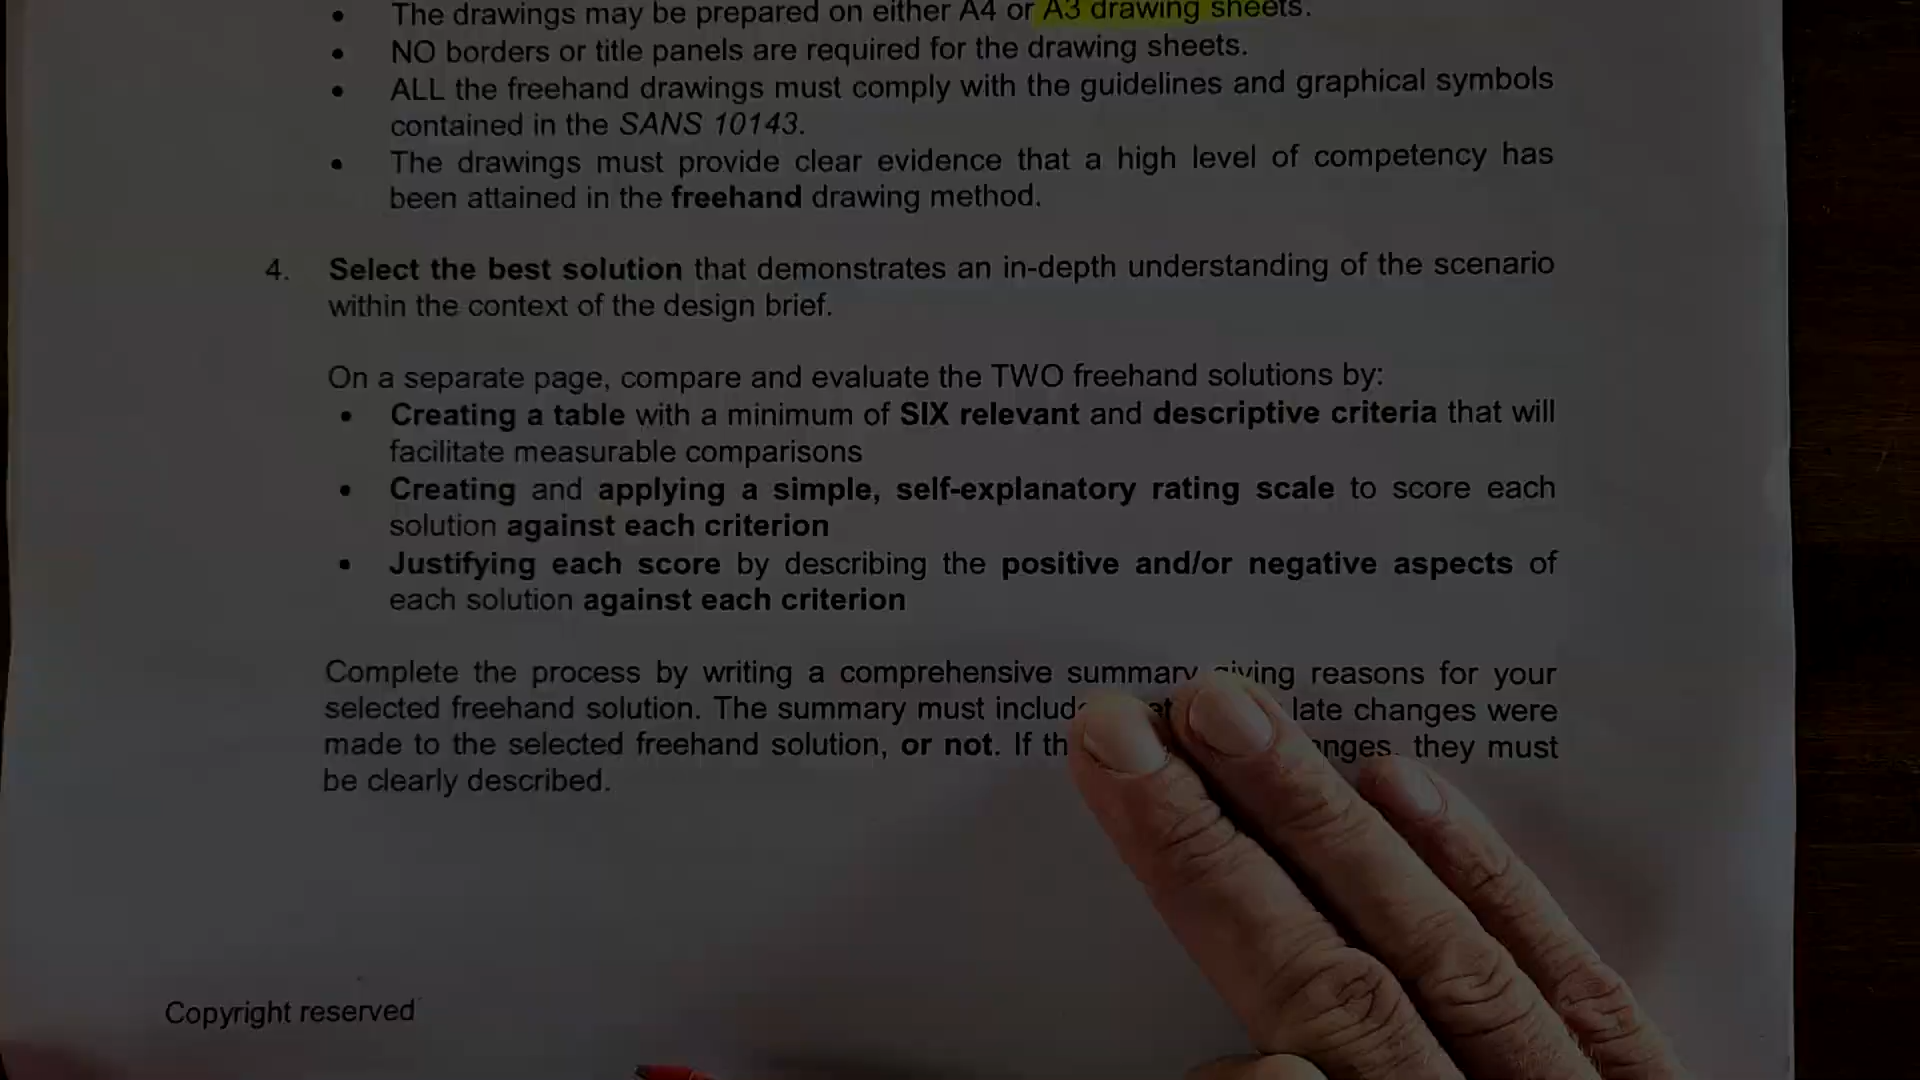 • The drawings may be prepared on either A4 or A3 drawing sheets.
• NO borders or title panels are required for the drawing sheets.
• ALL the freehand drawings must comply with the guidelines and graphical symbols
contained in the SANS 10143.
• The drawings must provide clear evidence that a high level of competency has
been attained in the freehand drawing method.
4. Select the best solution that demonstrates an in-depth understanding of the scenario
within the context of the design brief.
On a separate page, compare and evaluate the TWO freehand solutions by:
• Creating a table with a minimum of SIX relevant and descriptive criteria that will
facilitate measurable comparisons
• Creating and applying a simple, self-explanatory rating scale to score each
solution against each criterion
• Justifying each score by describing the positive and/or negative aspects of
each solution against each criterion
Complete the process by writing a comprehensive summary giving reasons for your
selected freehand solution. The summary must late changes were
made to the selected freehand solution, or not. If they must
be clearly described.
Copyright reserved